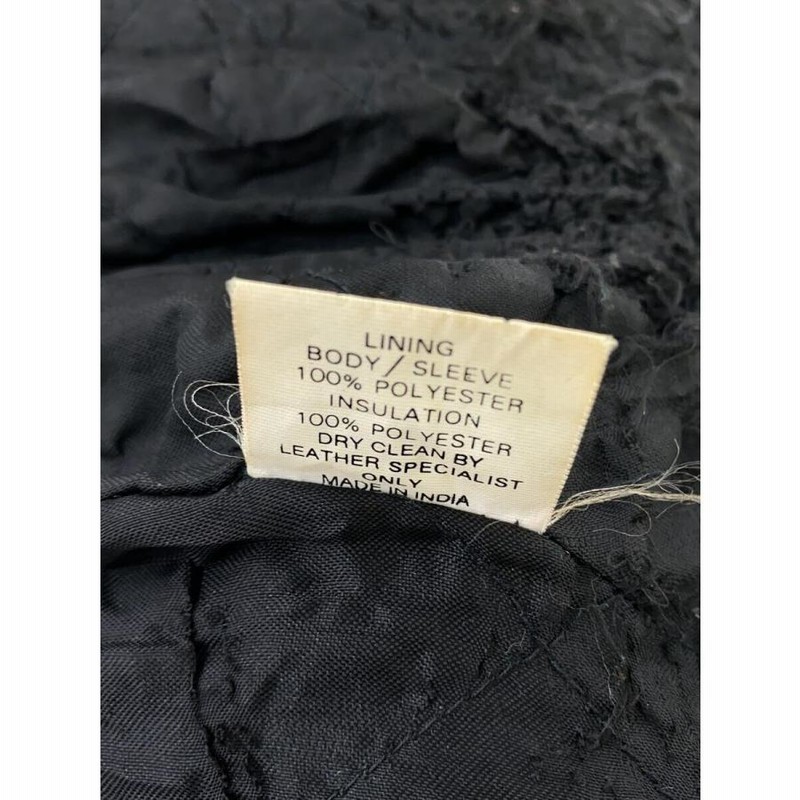 LINING
BODY/SLEEVE
100% POLYESTER
INSULATION
100% POLYESTER
DRY CLEAN BY
LEATHER SPECIALIST
ONLY
MADE IN INDIA